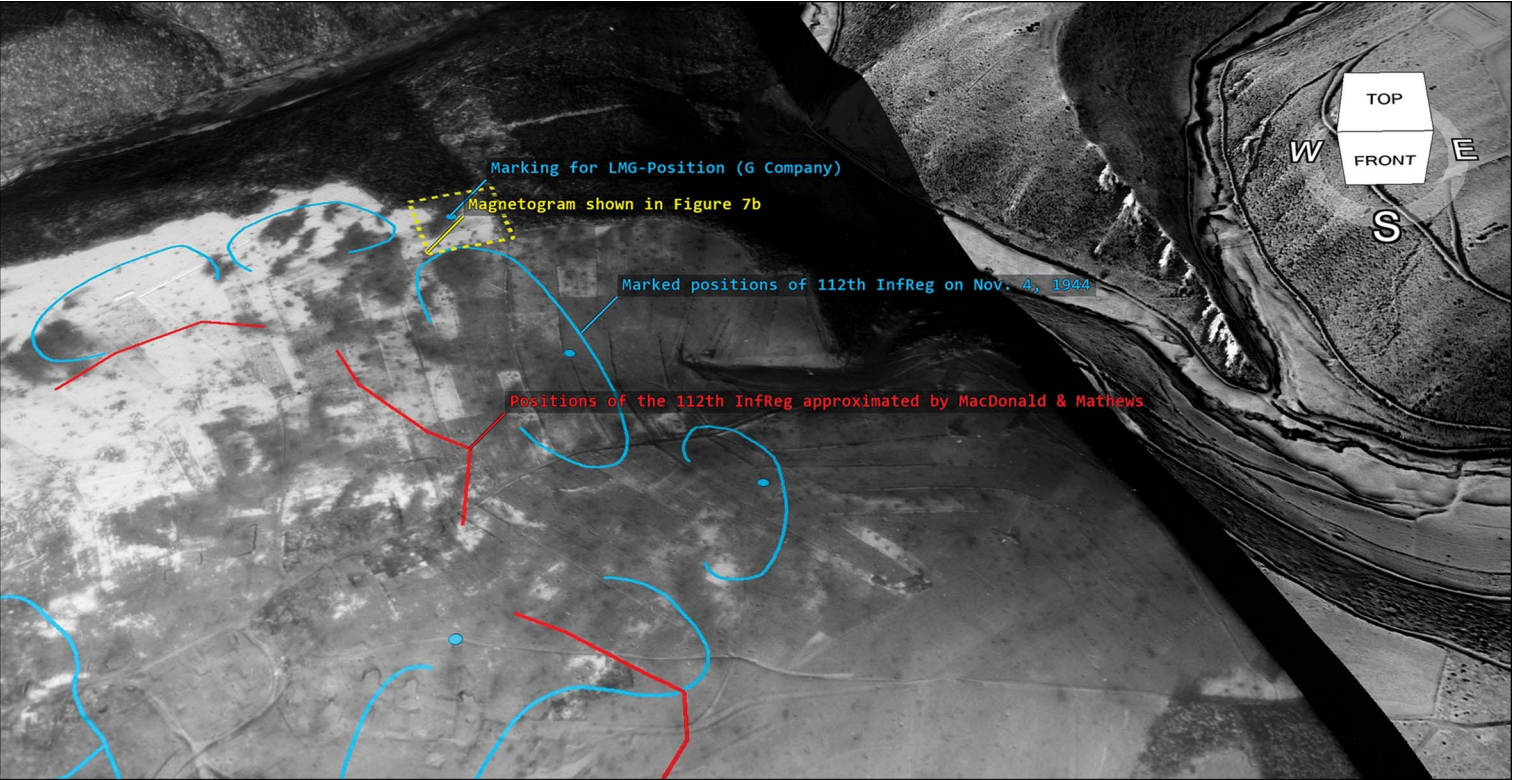 TOP
W
FRONT
E
S
Marking for LMG-Position (G Company)
Magnetogram shown in Figure 7b
Marked positions of 112th InfReg on Nov. 4, 1944
Positions of the 112th InfReg approximated by MacDonald & Mathews